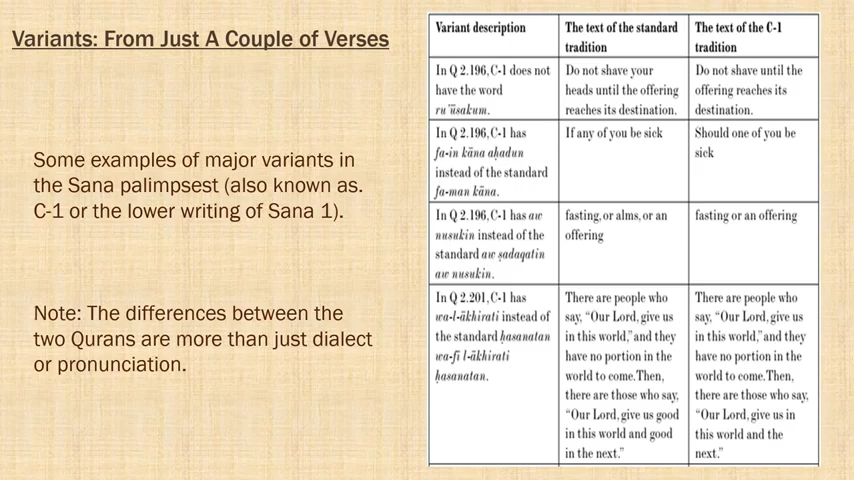 Variants: From Just A Couple of Verses
Some examples of major variants in
the Sana palimpsest (also known as.
C-1 or the lower writing of Sana 1).
Note: The differences between the
two Qurans are more than just dialect
or pronunciation.
Variant description
The text of the standard
tradition
The text of the C-1
tradition
In Q 2.196, C-1 does not
have the word
ru’ūsakum.
Do not shave your
heads until the offering
reaches its destination.
Do not shave until the
offering reaches its
destination.
In Q 2.196, C-1 has
fa-in kāna aḥadun
instead of the standard
fa-man kāna.
If any of you be sick
Should one of you be
sick
In Q 2.196, C-1 has aw
nusukin instead of the
standard aw ṣadaqatin
aw nusukin.
fasting, or alms, or an
offering
fasting or an offering
In Q 2.201, C-1 has
wa-l-ākhirati instead of
the standard ḥasanatan
wa-fī l-ākhirati
ḥasanatan.
There are people who
say, “Our Lord, give us
in this world,” and they
have no portion in the
world to come. Then,
there are those who say,
“Our Lord, give us good
in this world and good
in the next.”
There are people who
say, “Our Lord, give us
in this world,” and they
have no portion in the
world to come. Then,
there are those who say,
“Our Lord, give us in
this world and the
next.”